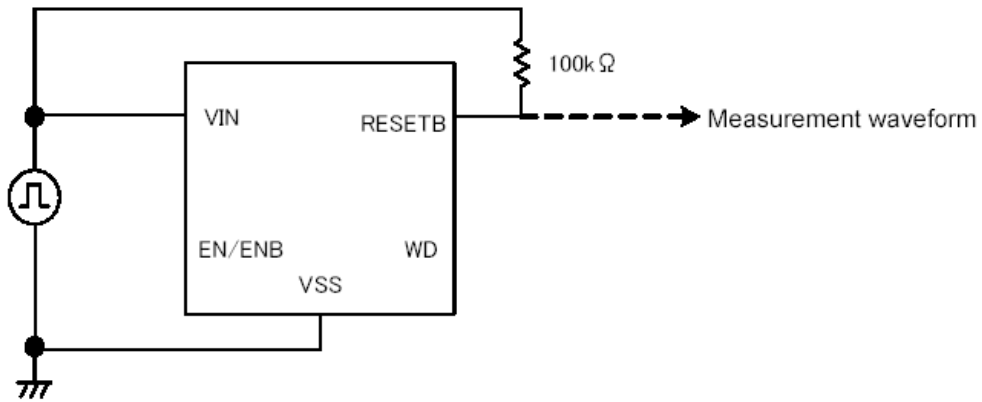 100kΩ
VIN
RESETB
Measurement waveform
EN/ENB
WD
VSS